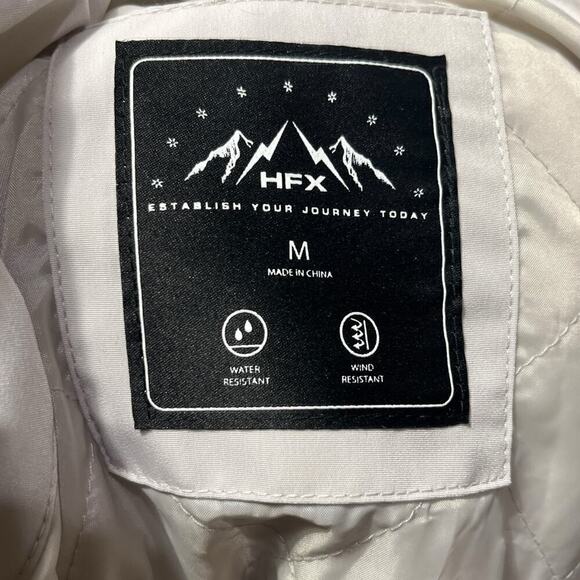 HFX
ESTABLISH YOUR JOURNEY TODAY
M
MADE IN CHINA
WATER
RESISTANT
WIND
RESISTANT